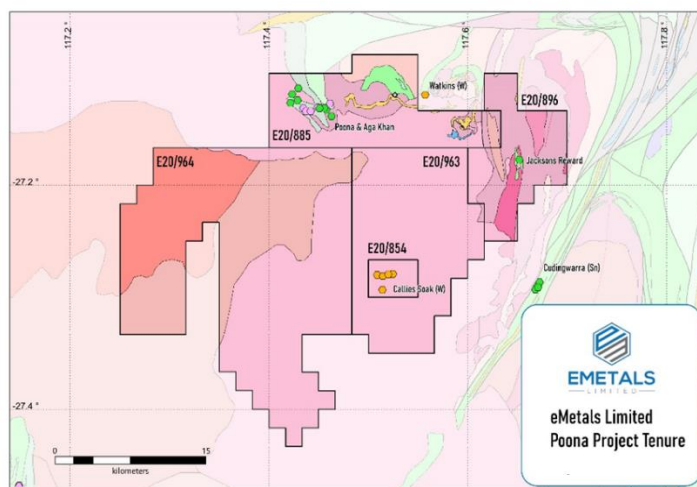 117.2
117.4
117.6
117.8
Watkins (W)
E20/896
E20/885
Poona & Aga Khan
E20/964
E20/963
Jacksons Reward
-27.2
E20/854
Callies Soak (W)
Cudingwarra (Sn)
-27.4
0
15
kilometers
EMETALS
LIMITED
eMetals Limited
Poona Project Tenure